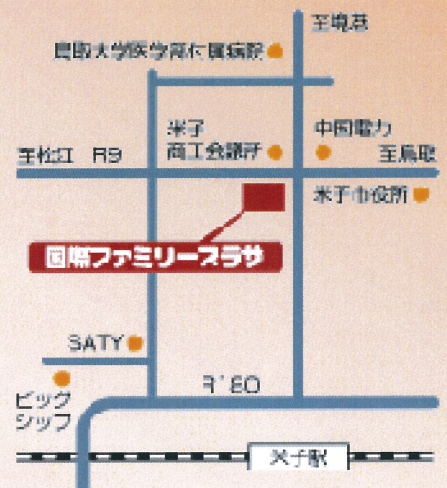 至境港
鳥取大学医学部付属病院
米子
商工会議所
中国電力
至松江 R9
至鳥取
米子市役所
国際ファミリープラザ
SATY
ビッグ
シップ
R180
米子駅